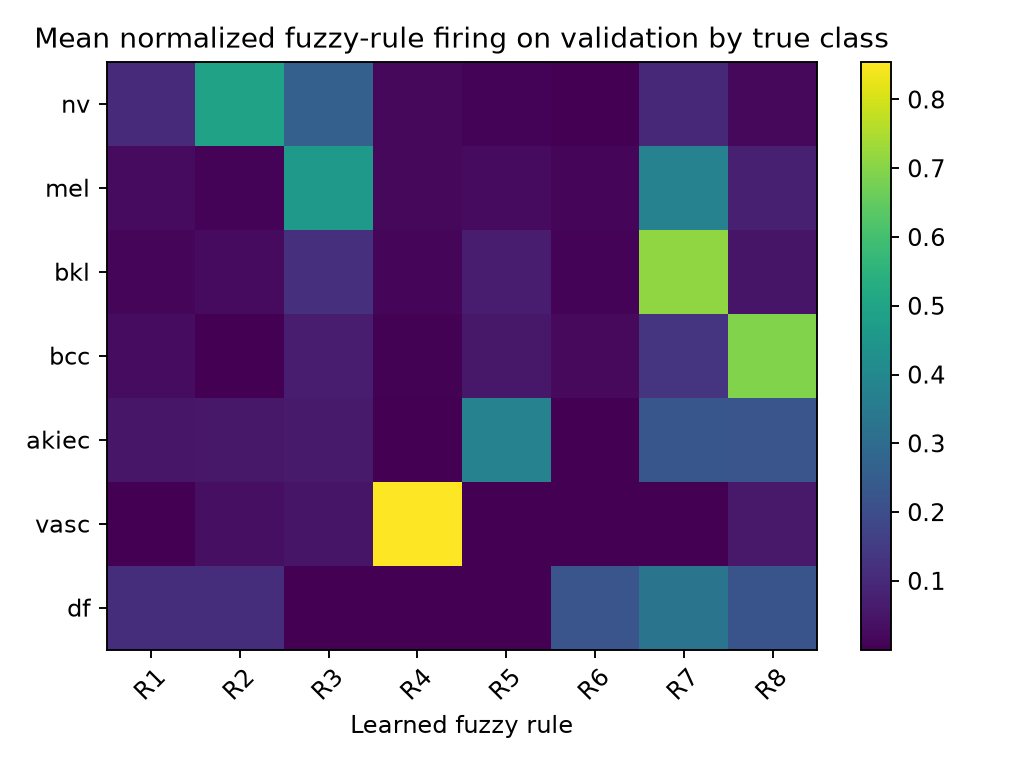 Mean normalized fuzzy-rule firing on validation by true class
nv
mel
bkl
bcc
akiec
vasc
df
R1 R2 R3 R4 R5 R6 R7 R8
Learned fuzzy rule
0.8
0.7
0.6
0.5
0.4
0.3
0.2
0.1